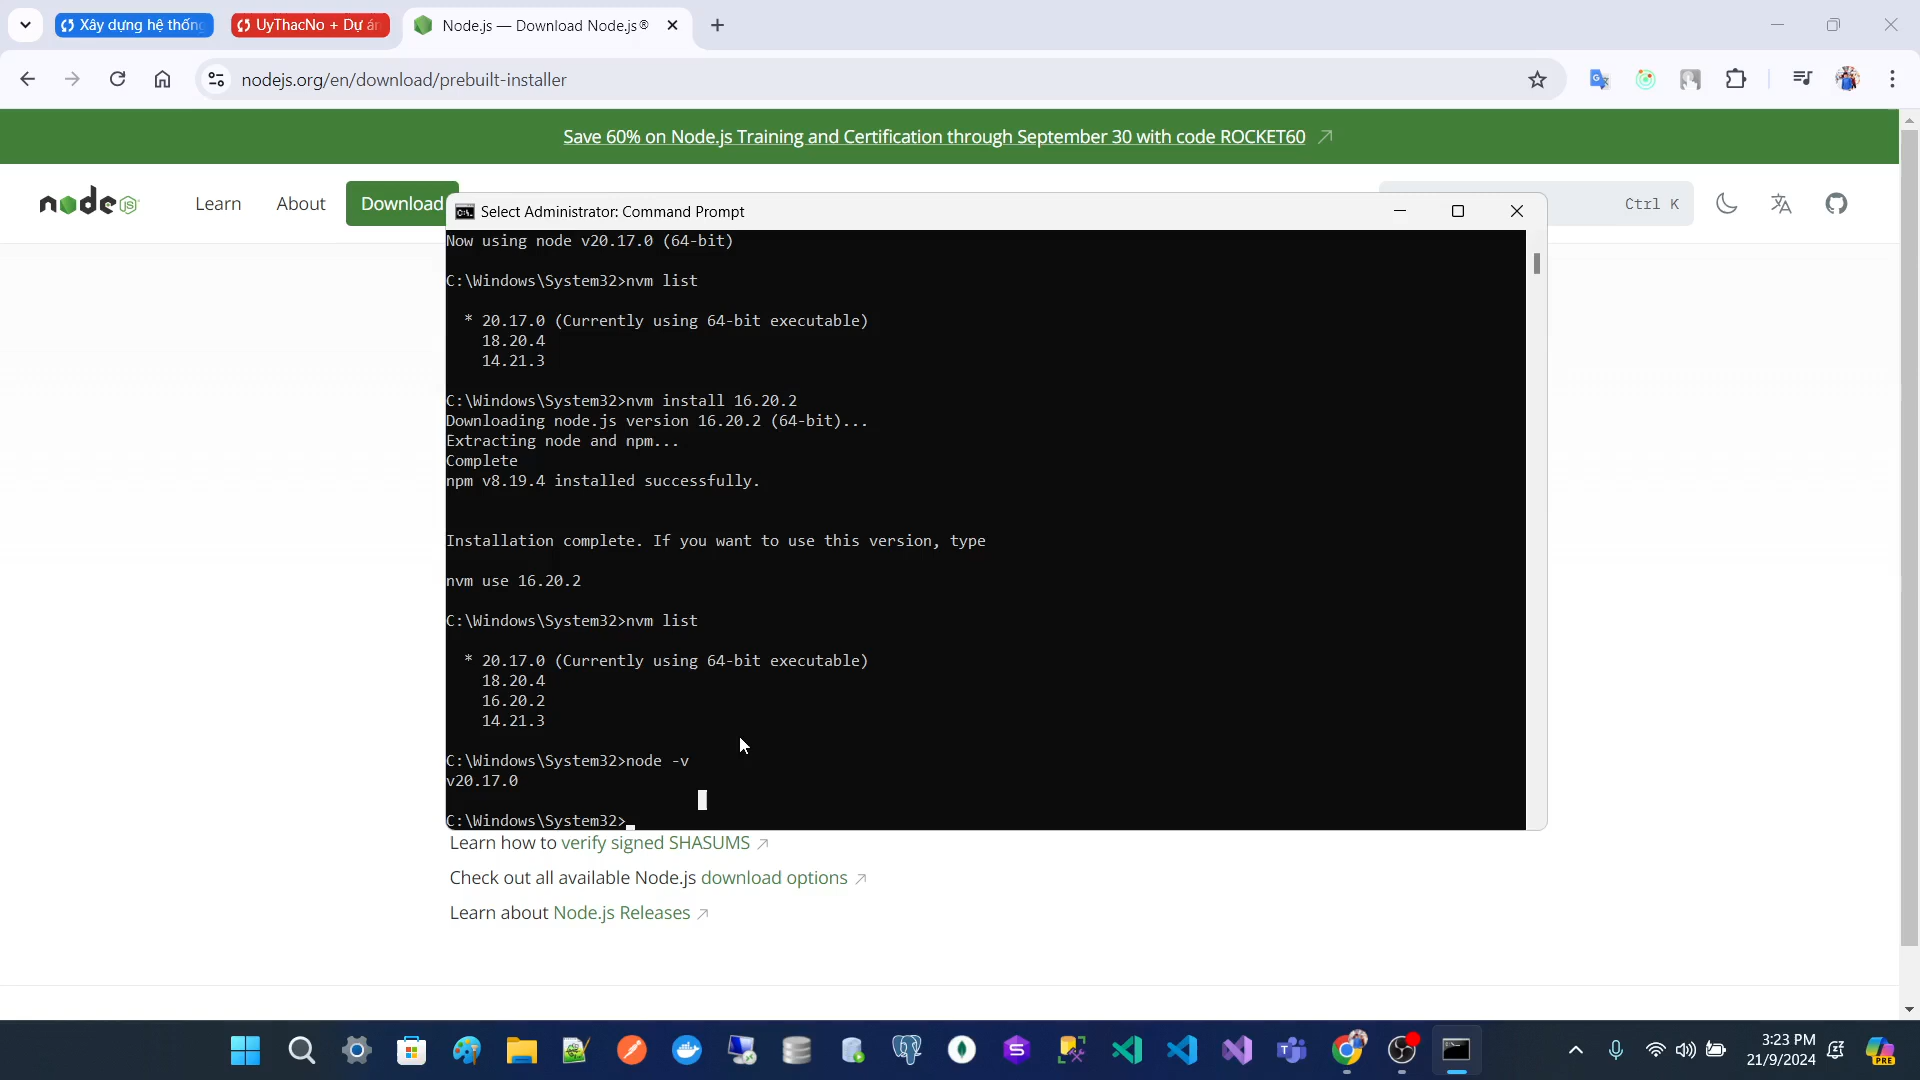 Xây dựng hệ thống
UyThacNo + Dự án
Node.js — Download Node.js®
nodejs.org/en/download/prebuilt-installer
Save 60% on Node.js Training and Certification through September 30 with code ROCKET60
node JS
Learn
About
Download
Ctrl K
Select Administrator: Command Prompt
Now using node v20.17.0 (64-bit)
C:\Windows\System32>nvm list
* 20.17.0 (Currently using 64-bit executable)
18.20.4
14.21.3
C:\Windows\System32>nvm install 16.20.2
Downloading node.js version 16.20.2 (64-bit)...
Extracting node and npm...
Complete
npm v8.19.4 installed successfully.
Installation complete. If you want to use this version, type
nvm use 16.20.2
C:\Windows\System32>nvm list
* 20.17.0 (Currently using 64-bit executable)
18.20.4
16.20.2
14.21.3
C:\Windows\System32>node -v
v20.17.0
C:\Windows\System32>
Learn how to verify signed SHASUMS
Check out all available Node.js download options
Learn about Node.js Releases
3:23 PM
21/9/2024
PRE